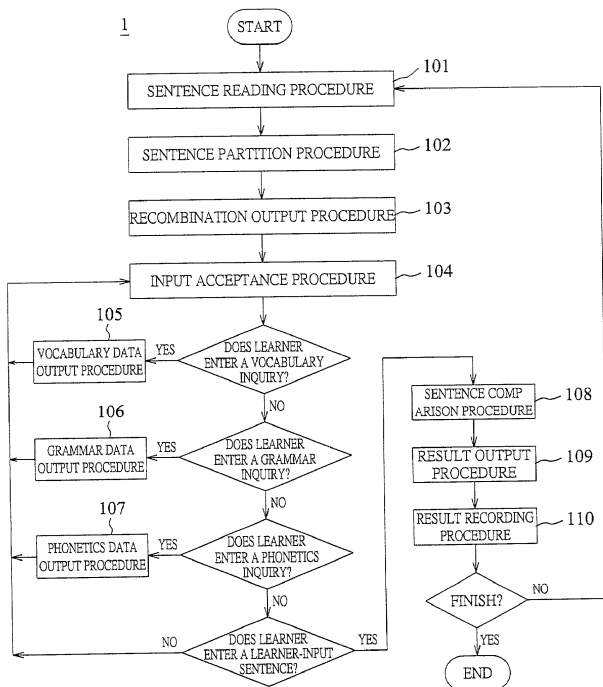 1
START
101
SENTENCE READING PROCEDURE
102
SENTENCE PARTITION PROCEDURE
103
RECOMBINATION OUTPUT PROCEDURE
104
INPUT ACCEPTANCE PROCEDURE
105
VOCABULARY DATA
OUTPUT PROCEDURE
YES
DOES LEARNER
ENTER A VOCABULARY
INQUIRY?
NO
106
GRAMMAR DATA
OUTPUT PROCEDURE
YES
DOES LEARNER
ENTER A GRAMMAR
INQUIRY?
NO
107
PHONETICS DATA
OUTPUT PROCEDURE
YES
DOES LEARNER
ENTER A PHONETICS
INQUIRY?
NO
NO
DOES LEARNER
ENTER A LEARNER-INPUT
SENTENCE?
YES
SENTENCE COMP
ARISON PROCEDURE
108
RESULT OUTPUT
PROCEDURE
109
RESULT RECORDING
PROCEDURE
110
FINISH?
NO
YES
END